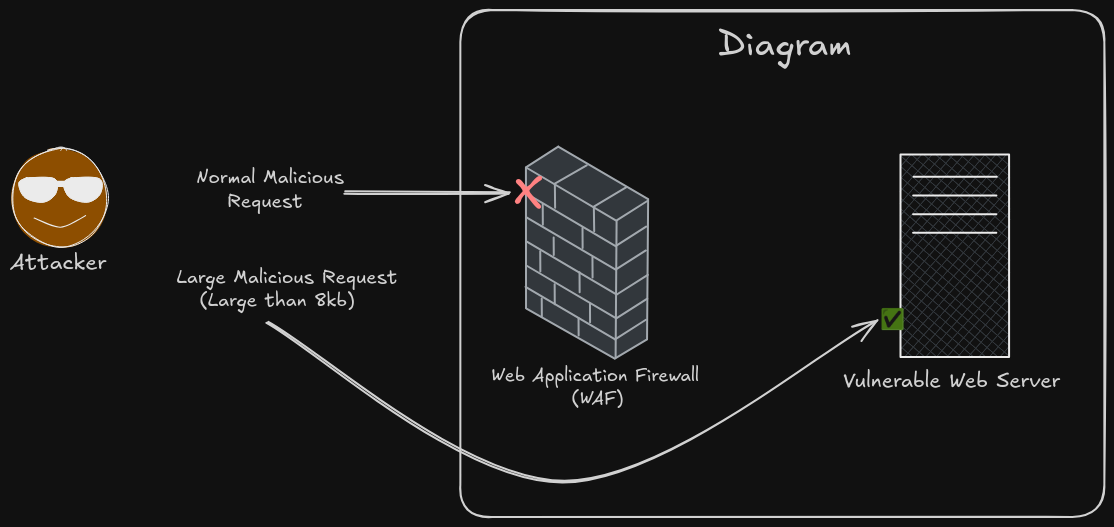 Diagram
Normal Malicious
Request
Attacker
Large Malicious Request
(Large than 8kb)
Web Application Firewall
(WAF)
Vulnerable Web Server